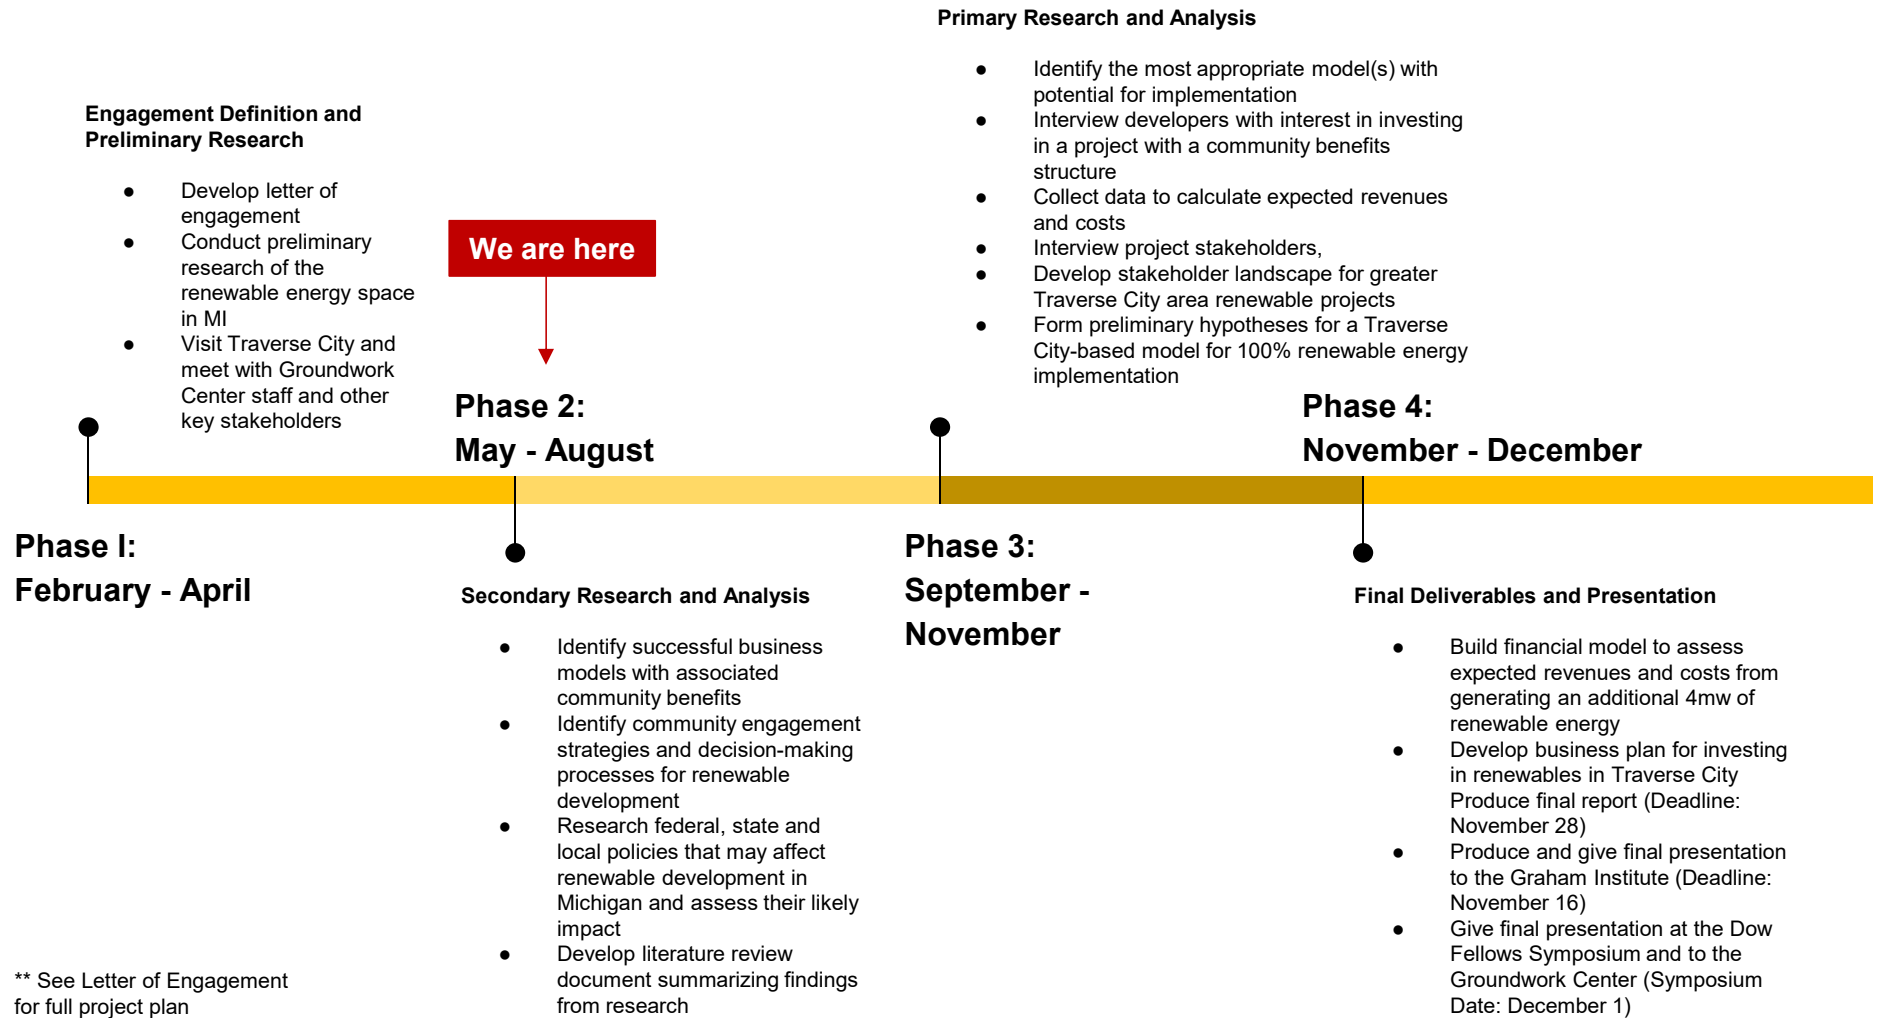 Engagement Definition and
Preliminary Research
● Develop letter of
engagement
● Conduct preliminary
research of the
renewable energy space
in MI
● Visit Traverse City and
meet with Groundwork
Center staff and other
key stakeholders
Phase I:
February - April
We are here
Phase 2:
May - August
Secondary Research and Analysis
● Identify successful business
models with associated
community benefits
● Identify community engagement
strategies and decision-making
processes for renewable
development
● Research federal, state and
local policies that may affect
renewable development in
Michigan and assess their likely
impact
● Develop literature review
document summarizing findings
from research
Primary Research and Analysis
● Identify the most appropriate model(s) with
potential for implementation
● Interview developers with interest in investing
in a project with a community benefits
structure
● Collect data to calculate expected revenues
and costs
● Interview project stakeholders,
● Develop stakeholder landscape for greater
Traverse City area renewable projects
● Form preliminary hypotheses for a Traverse
City-based model for 100% renewable energy
implementation
Phase 3:
September -
November
Phase 4:
November - December
Final Deliverables and Presentation
● Build financial model to assess
expected revenues and costs from
generating an additional 4mw of
renewable energy
● Develop business plan for investing
in renewables in Traverse City
Produce final report (Deadline:
November 28)
● Produce and give final presentation
to the Graham Institute (Deadline:
November 16)
● Give final presentation at the Dow
Fellows Symposium and to the
Groundwork Center (Symposium
Date: December 1)
** See Letter of Engagement
for full project plan